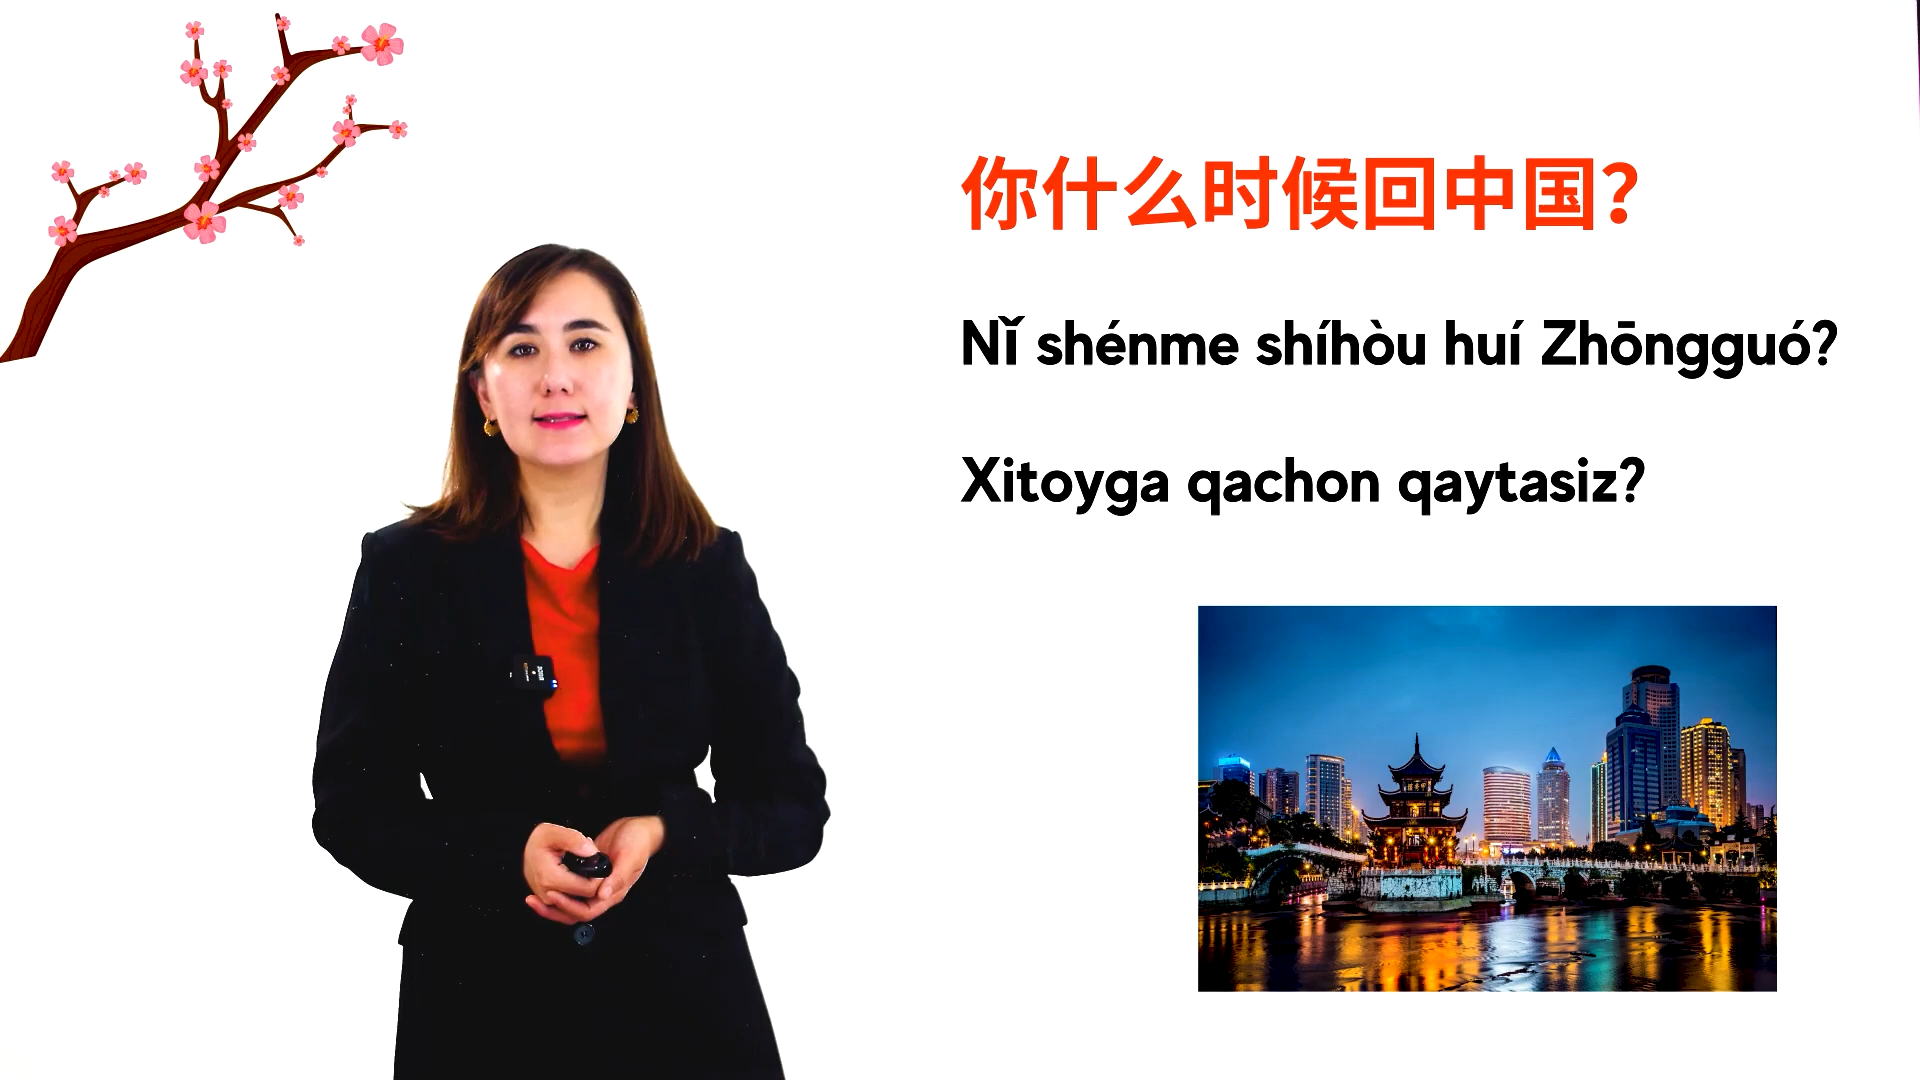 你什么时候回中国？
Nǐ shénme shíhòu huí Zhōngguó?
Xitoyga qachon qaytasiz?